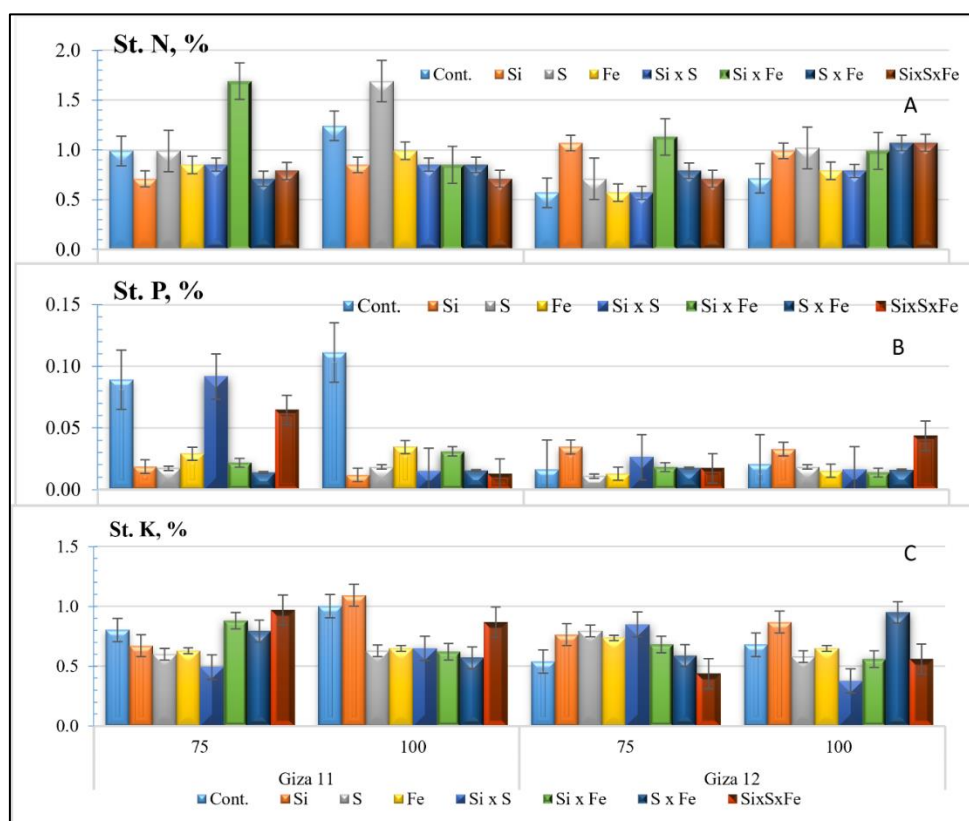 St. N, %
2.0
Cont. Si S Fe Si x S Si x Fe S x Fe SixSxFe
1.5
A
1.0
0.5
0.0
St. P, %
0.15
Cont. Si S Fe Si x S Si x Fe S x Fe SixSxFe
B
0.10
0.05
0.00
St. K, %
1.5
C
1.0
0.5
0.0
75 100 75 100
Giza 11 Giza 12
Cont. Si S Fe Si x S Si x Fe S x Fe SixSxFe